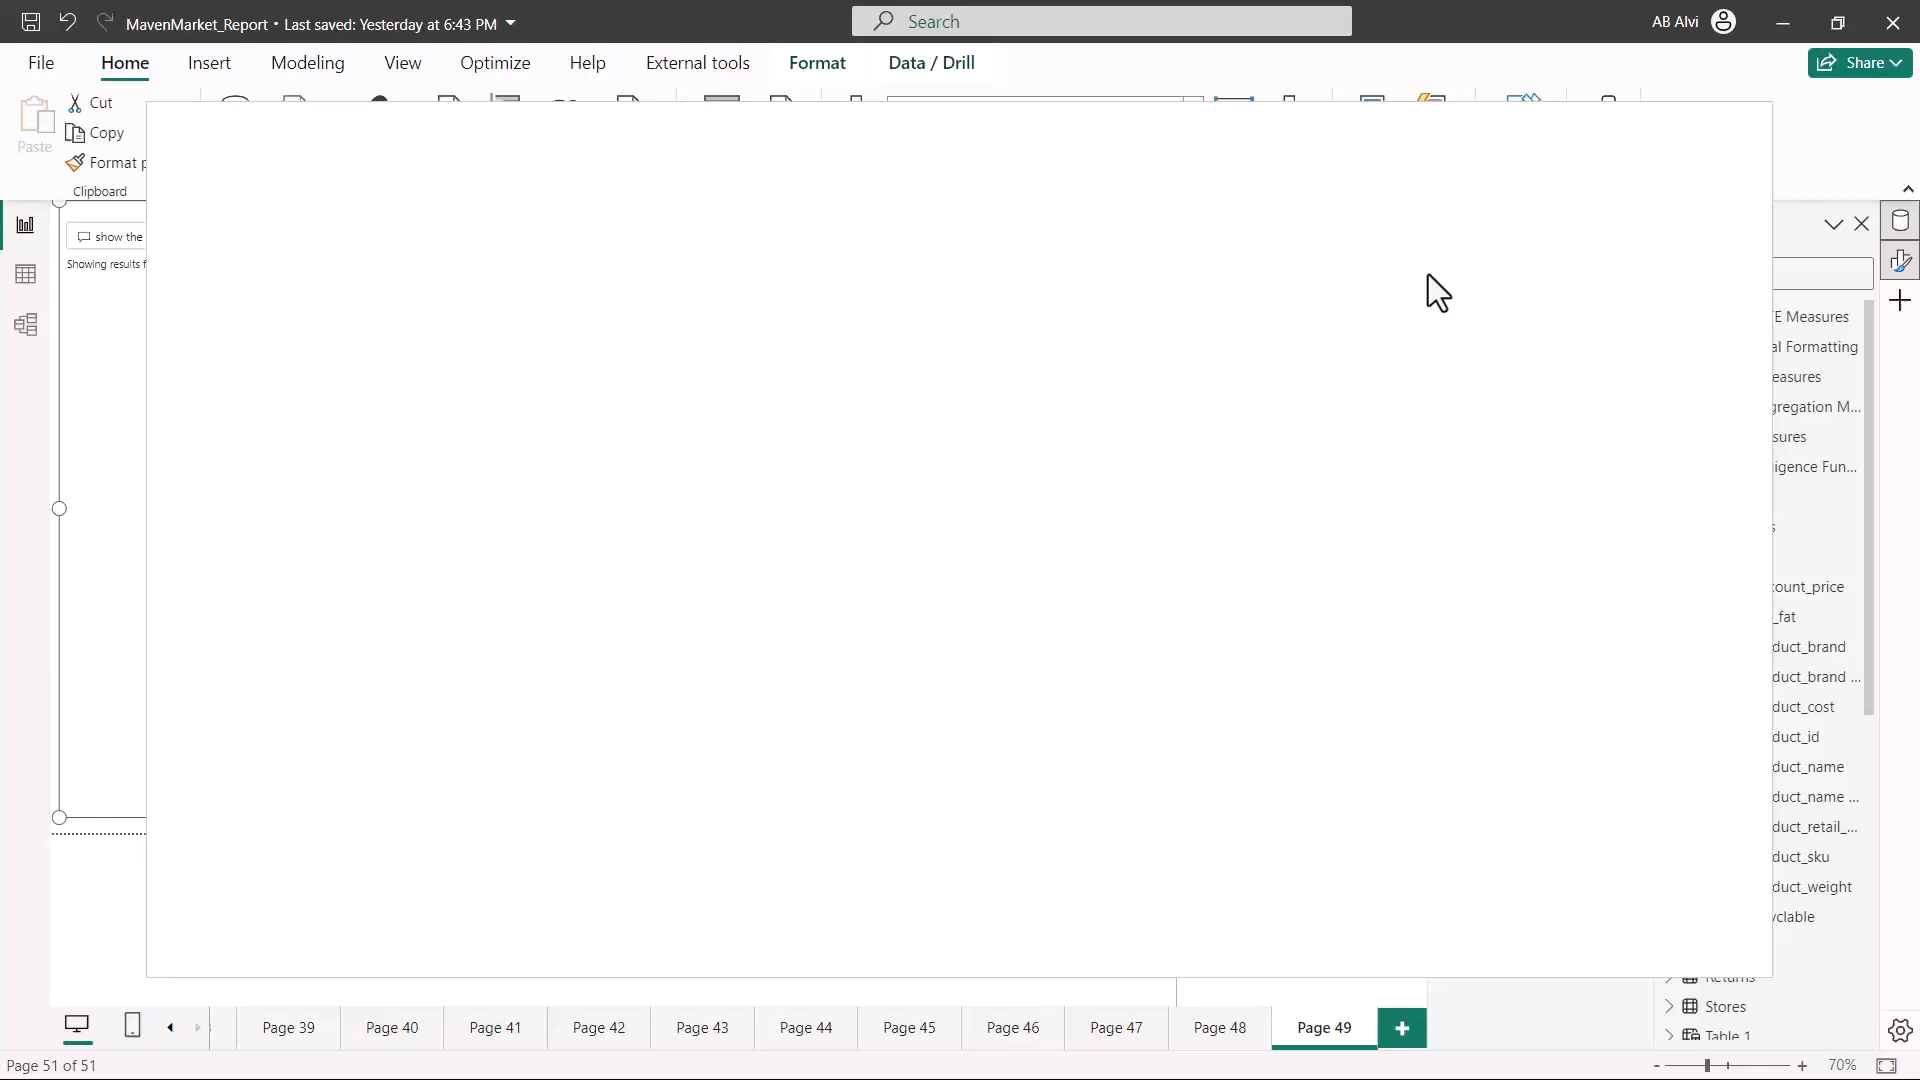 MavenMarket_Report • Last saved: Yesterday at 6:43 PM
Search
AB Alvi
File
Home
Insert
Modeling
View
Optimize
Help
External tools
Format
Data / Drill
Share
Paste
Cut
Copy
Format p
Clipboard
show the
Showing results f
E Measures
al Formatting
easures
gregation M...
sures
igence Fun...
s
count_price
_fat
duct_brand
duct_brand ...
duct_cost
duct_id
duct_name
duct_name ...
duct_retail_...
duct_sku
duct_weight
yclable
Returns
Stores
Table 1
Page 39
Page 40
Page 41
Page 42
Page 43
Page 44
Page 45
Page 46
Page 47
Page 48
Page 49
Page 51 of 51
70%